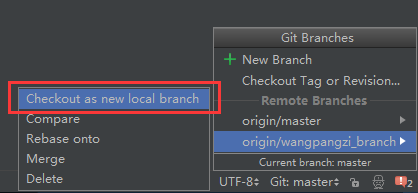 Git Branches
New Branch
Checkout Tag or Revision...
Remote Branches
origin/master
origin/wangpangzi_branch
Current branch: master
Checkout as new local branch
Compare
Rebase onto
Merge
Delete
UTF-8 Git: master 2